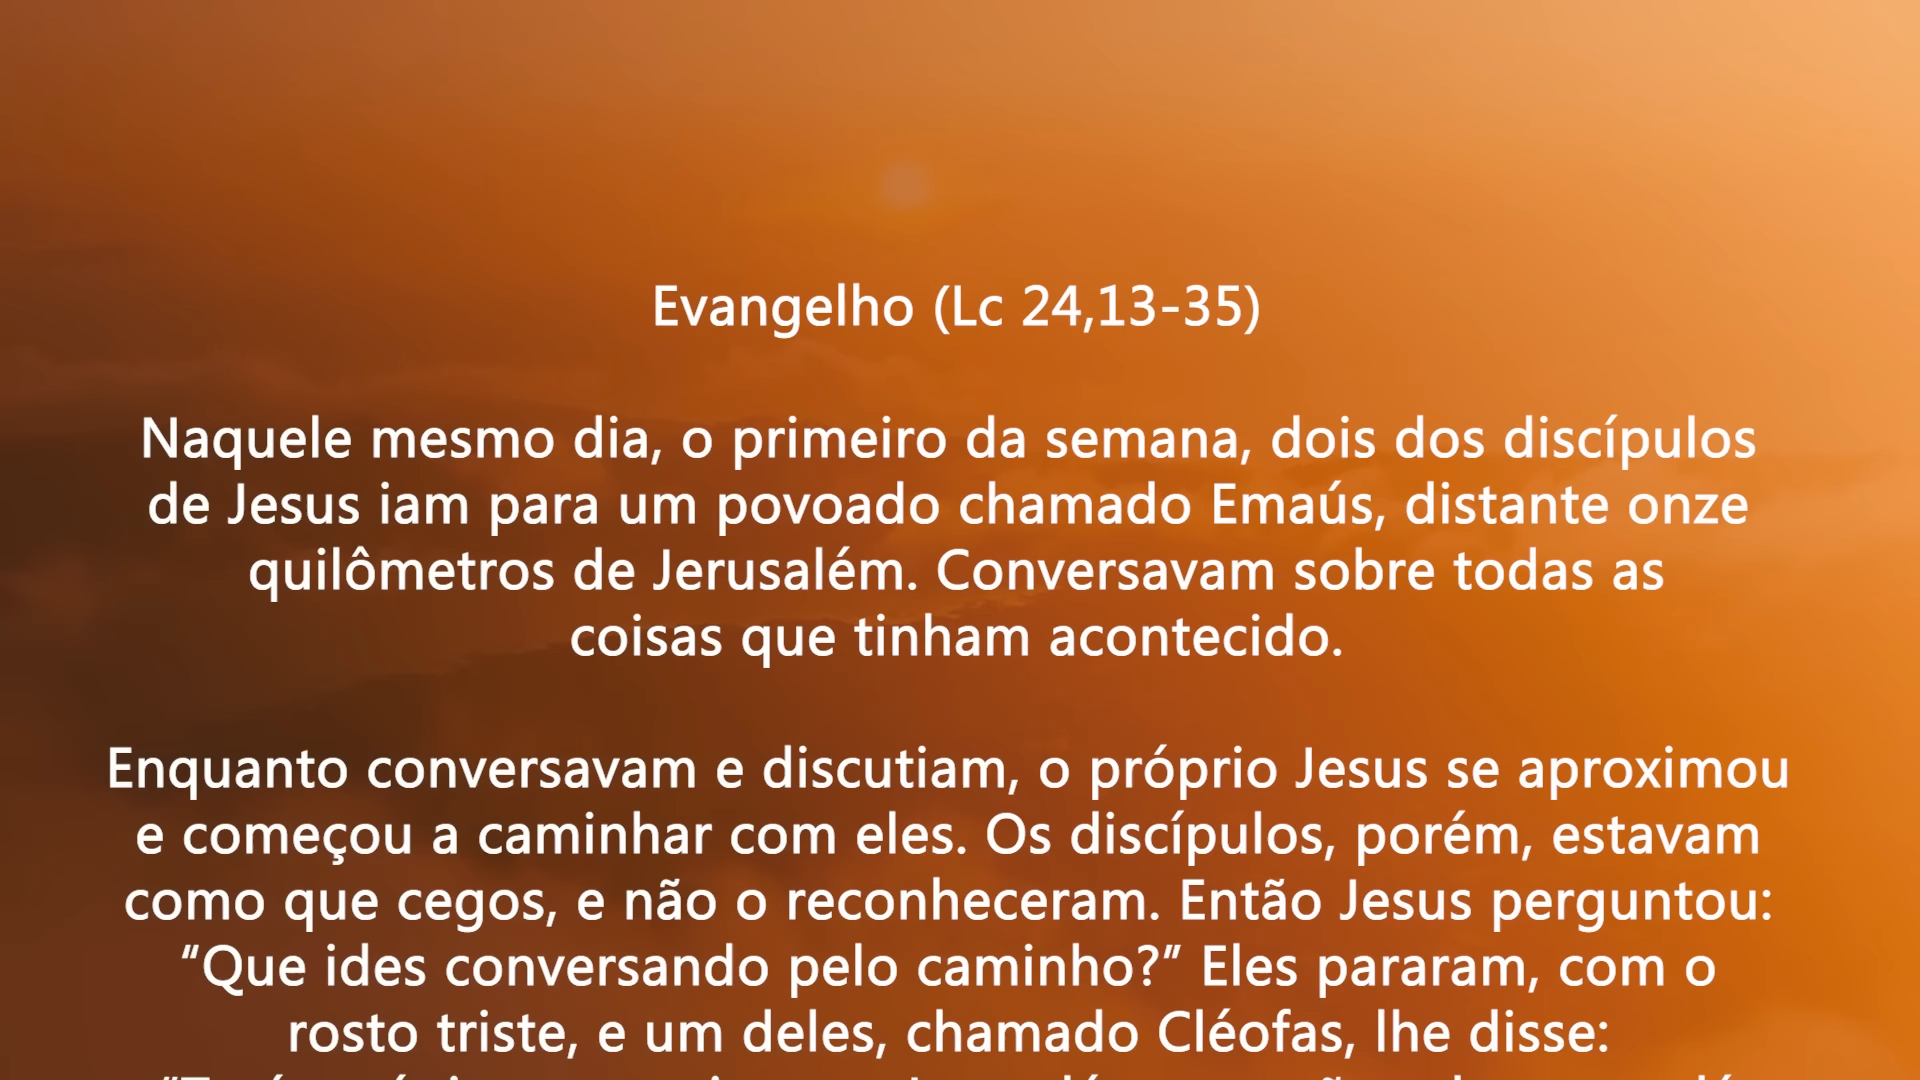 Evangelho (Lc 24,13-35)
Naquele mesmo dia, o primeiro da semana, dois dos discípulos
de Jesus iam para um povoado chamado Emaús, distante onze
quilômetros de Jerusalém. Conversavam sobre todas as
coisas que tinham acontecido.
Enquanto conversavam e discutiam, o próprio Jesus se aproximou
e começou a caminhar com eles. Os discípulos, porém, estavam
como que cegos, e não o reconheceram. Então Jesus perguntou:
“Que ides conversando pelo caminho?” Eles pararam, com o
rosto triste, e um deles, chamado Cléofas, lhe disse: